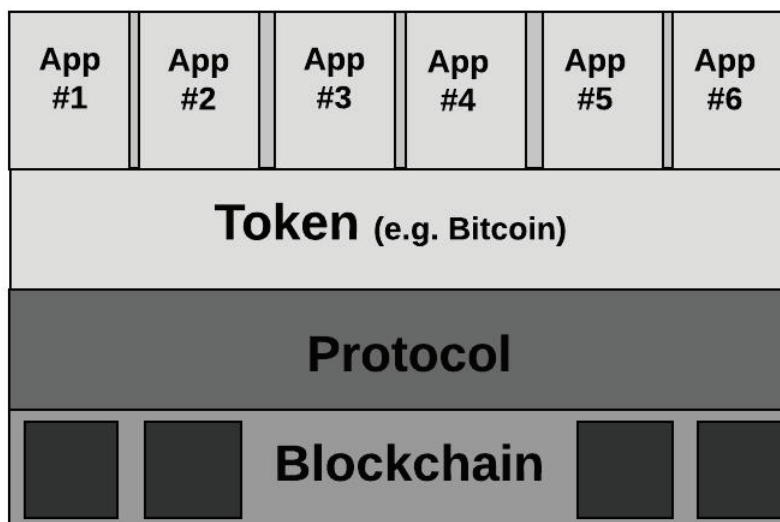 App App App App App App
#1 #2 #3 #4 #5 #6
Token (e.g. Bitcoin)
Protocol
Blockchain